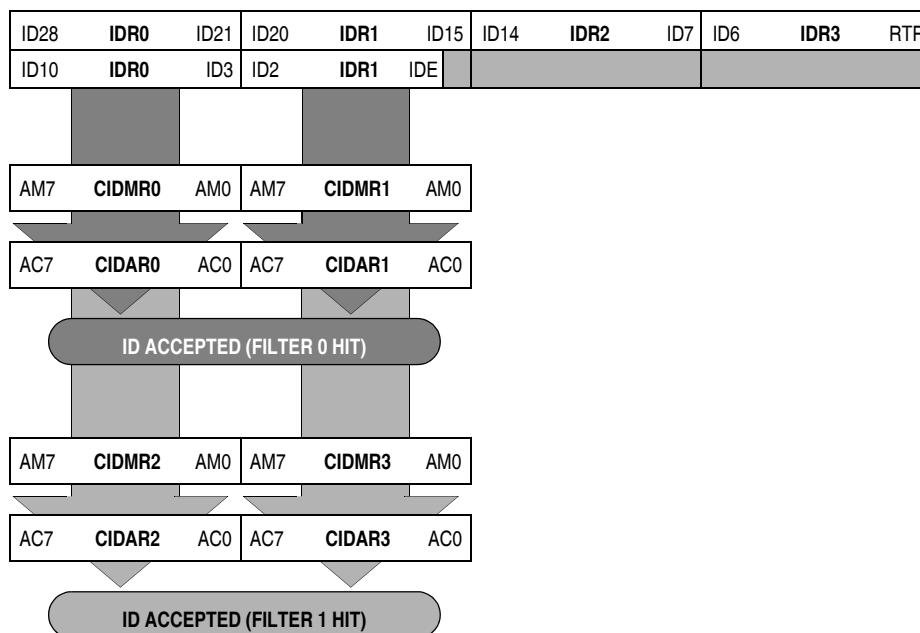 ID28 IDR0 ID21 ID20 IDR1 ID15 ID14 IDR2 ID7 ID6 IDR3 RTR
ID10 IDR0 ID3 ID2 IDR1 IDE
AM7 CIDMR0 AM0 AM7 CIDMR1 AM0
AC7 CIDAR0 AC0 AC7 CIDAR1 AC0
ID ACCEPTED (FILTER 0 HIT)
AM7 CIDMR2 AM0 AM7 CIDMR3 AM0
AC7 CIDAR2 AC0 AC7 CIDAR3 AC0
ID ACCEPTED (FILTER 1 HIT)